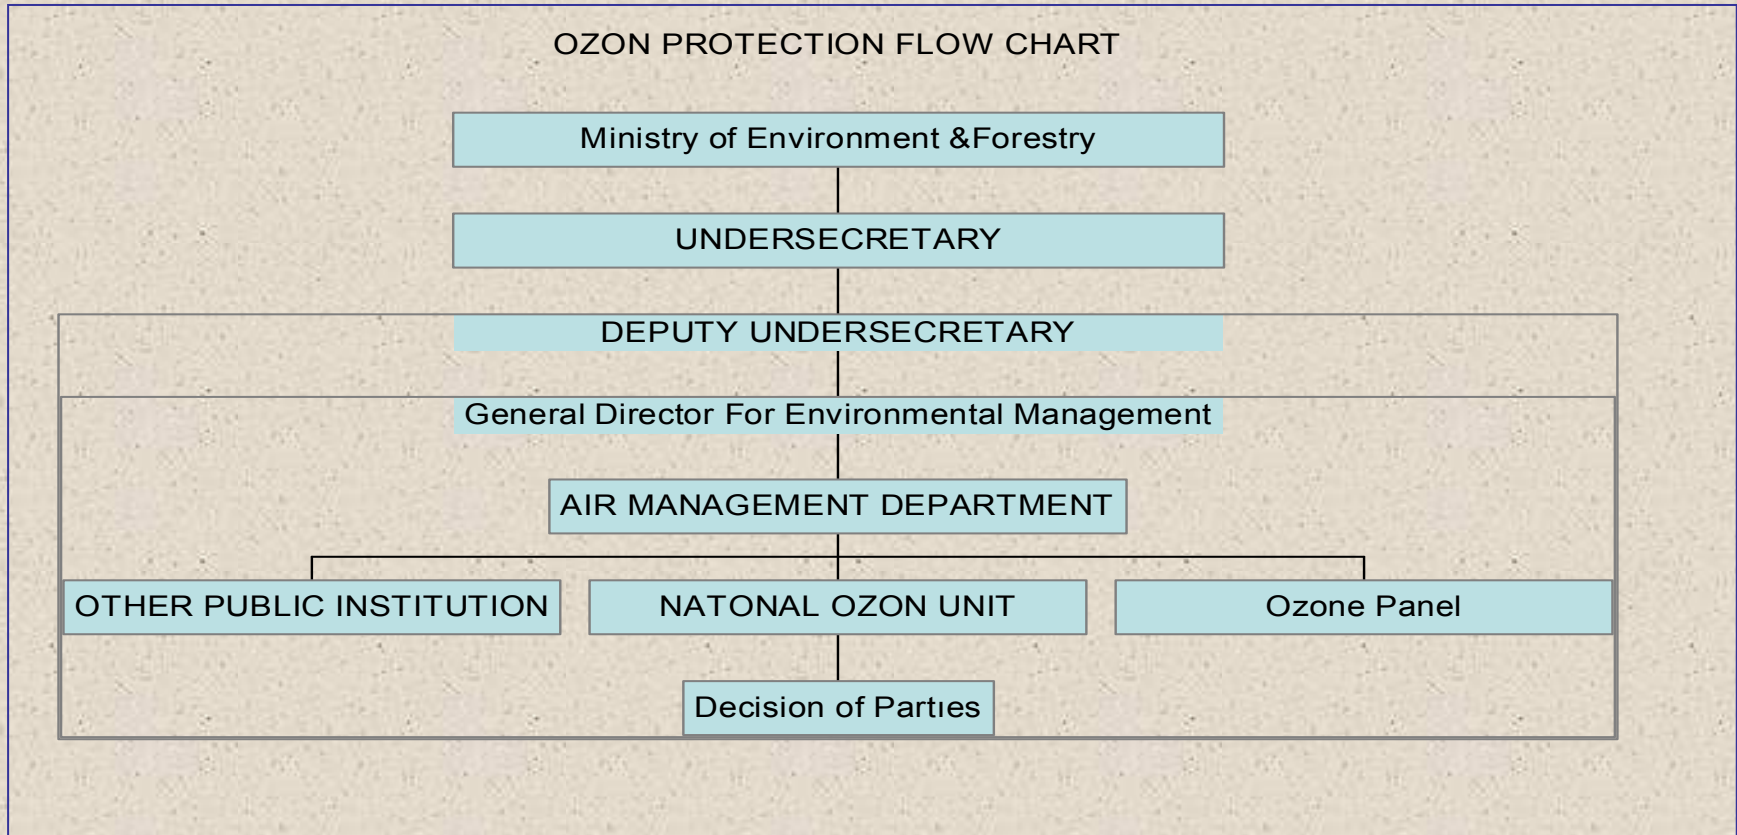 OZON PROTECTION FLOW CHART
Ministry of Environment &Forestry
UNDERSECRETARY
DEPUTY UNDERSECRETARY
General Director For Environmental Management
AIR MANAGEMENT DEPARTMENT
OTHER PUBLIC INSTITUTION
NATONAL OZON UNIT
Ozone Panel
Decision of Partıes